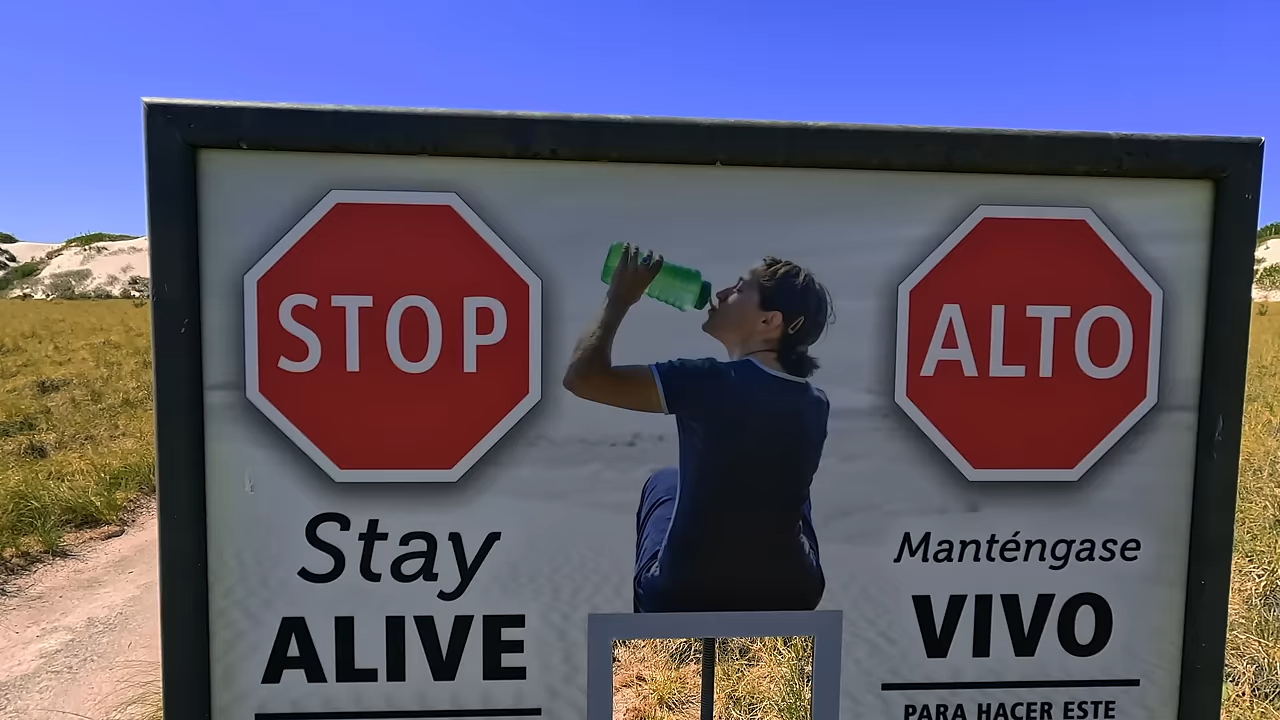 STOP
Stay
ALIVE
ALTO
Manténgase
VIVO
PARA HACER ESTE